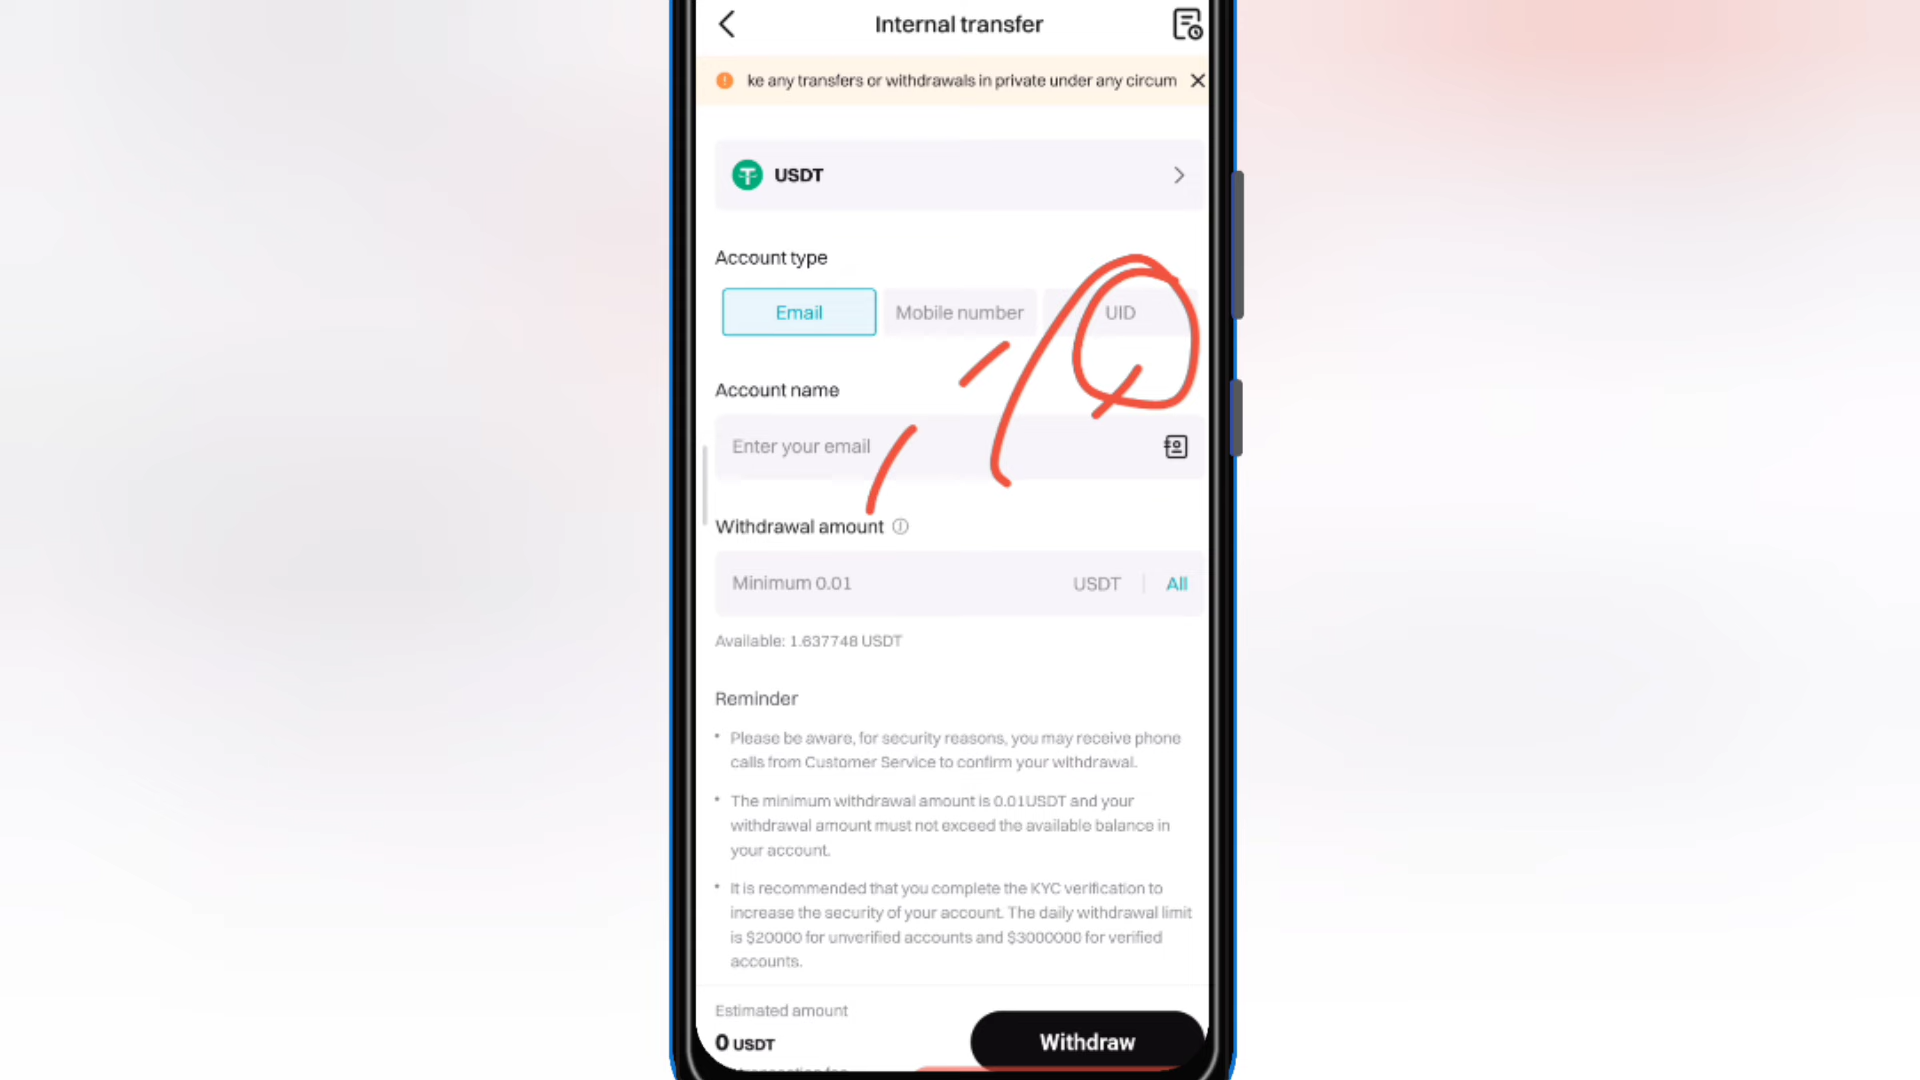 Internal transfer
ke any transfers or withdrawals in private under any circum
USDT
Account type
Email Mobile number UID
Account name
Enter your email
Withdrawal amount
Minimum 0.01 USDT All
Available: 1.637748 USDT
Reminder
• Please be aware, for security reasons, you may receive phone
calls from Customer Service to confirm your withdrawal.
• The minimum withdrawal amount is 0.01USDT and your
withdrawal amount must not exceed the available balance in
your account.
• It is recommended that you complete the KYC verification to
increase the security of your account. The daily withdrawal limit
is $20000 for unverified accounts and $3000000 for verified
accounts.
Estimated amount
0 USDT
Withdraw